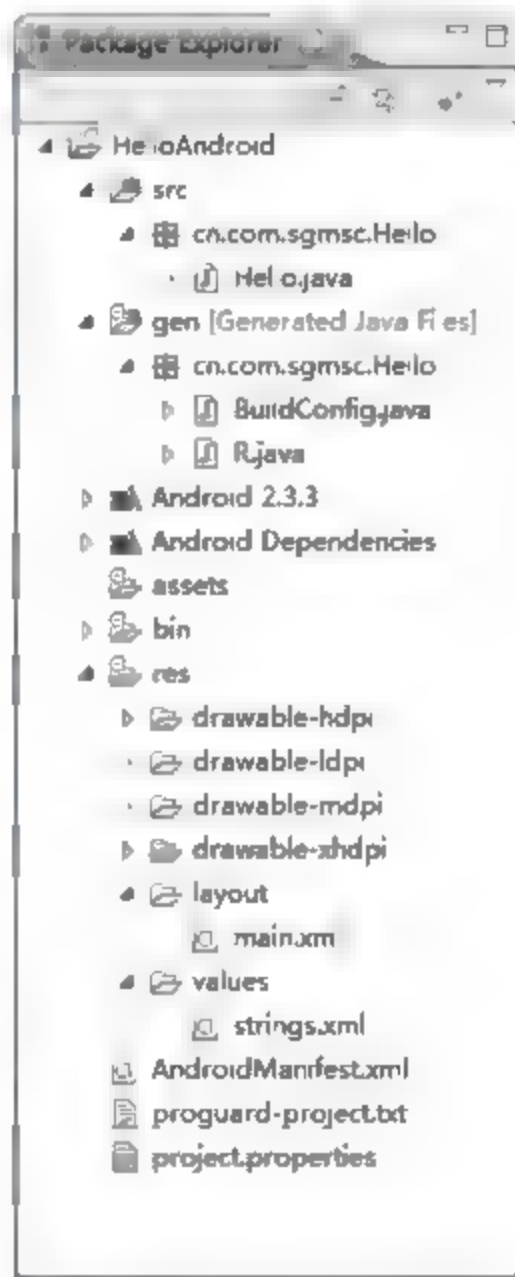 Package Explorer
HelloAndroid
src
cn.com.sgmsc.Hello
Hello.java
gen [Generated Java Files]
cn.com.sgmsc.Hello
BuildConfig.java
R.java
Android 2.3.3
Android Dependencies
assets
bin
res
drawable-hdpi
drawable-ldpi
drawable-mdpi
drawable-xhdpi
layout
main.xml
values
strings.xml
AndroidManifest.xml
proguard-project.txt
project.properties